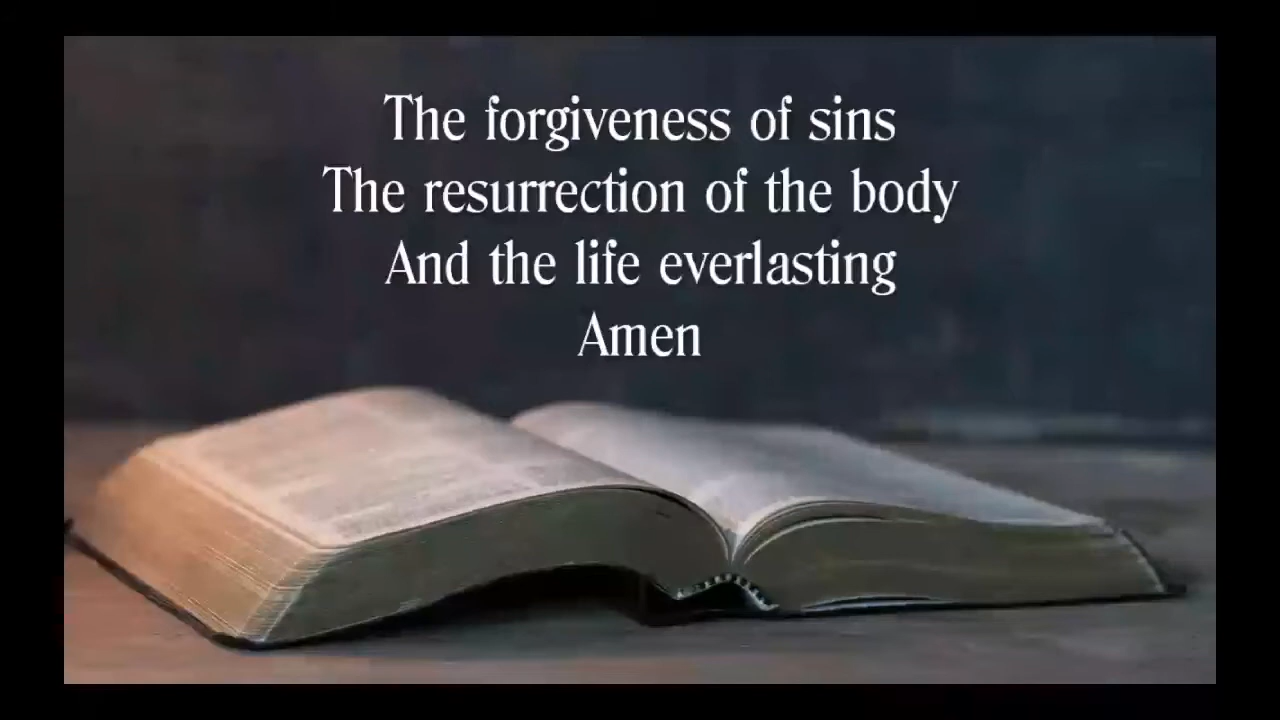 The forgiveness of sins
The resurrection of the body
And the life everlasting
Amen